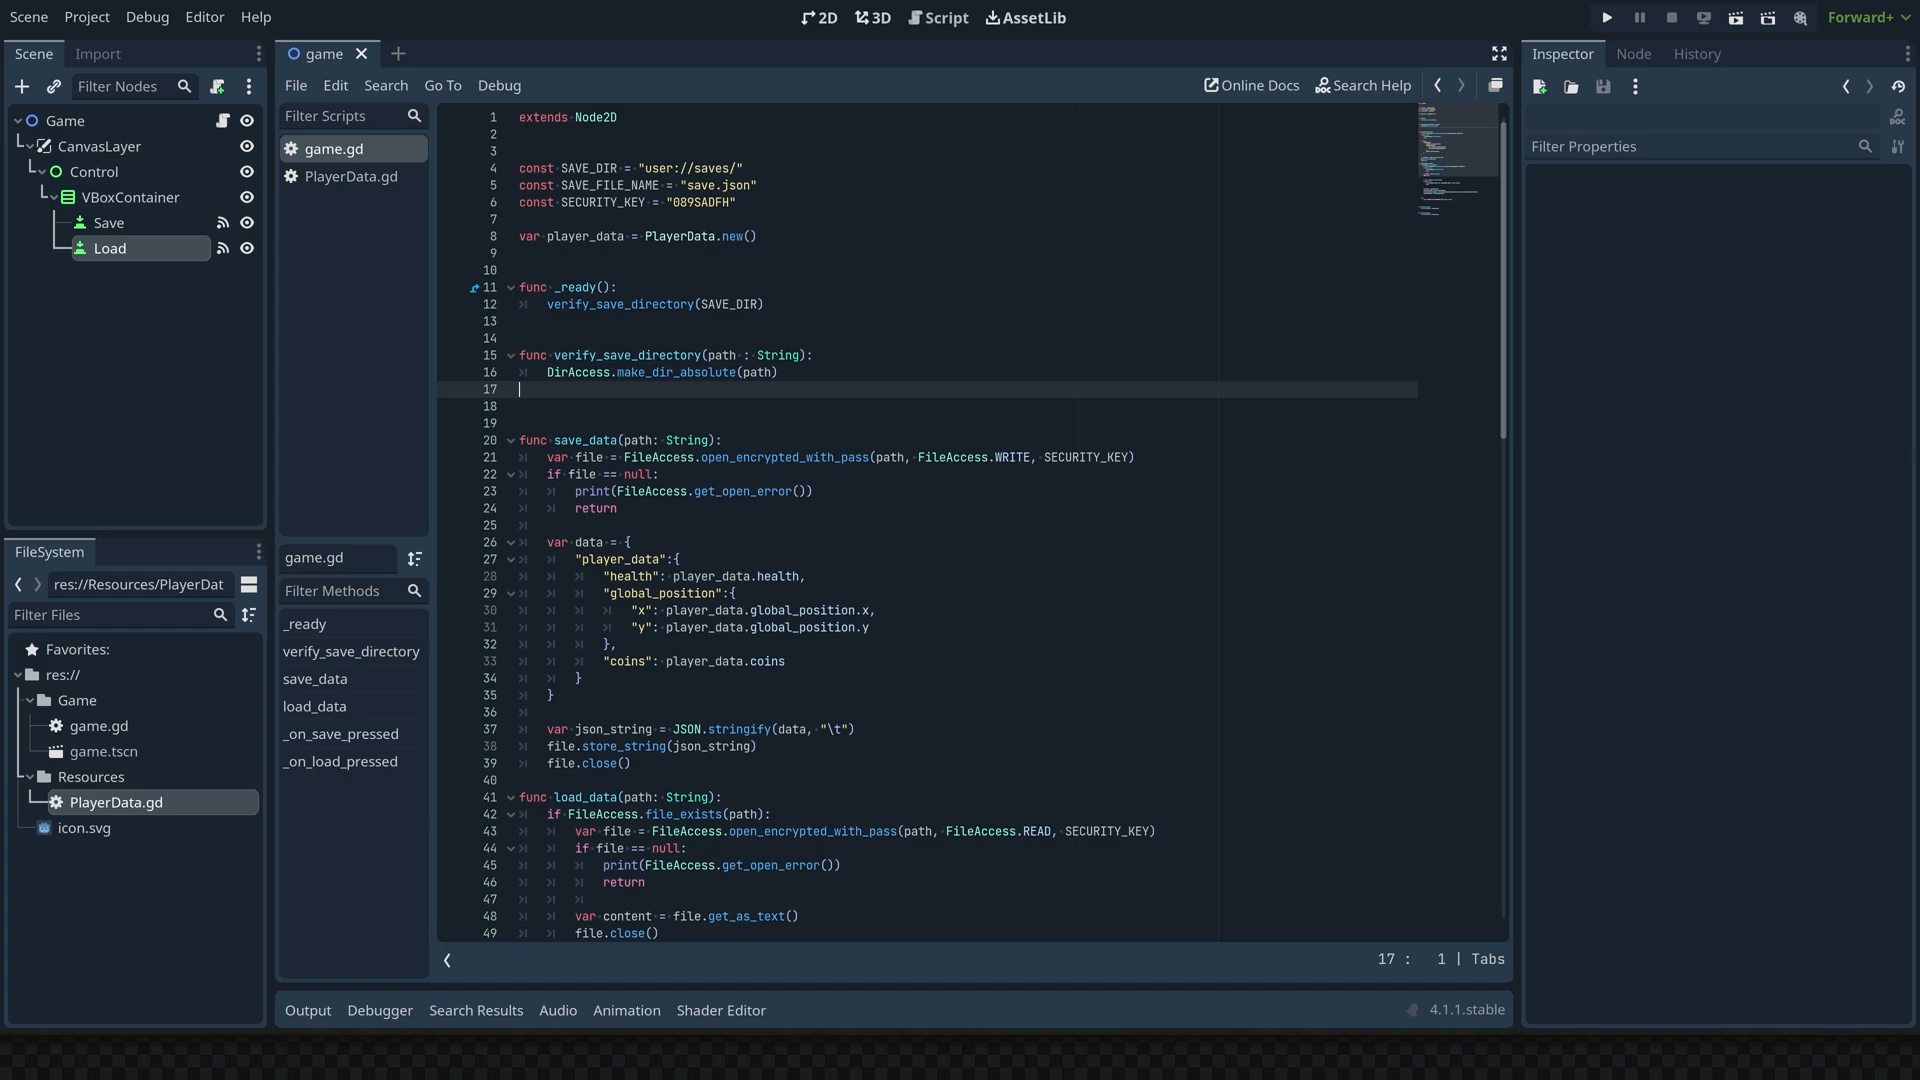 Scene Project Debug Editor Help
2D 3D Script AssetLib
Forward+
Scene Import
Filter Nodes
Game
CanvasLayer
Control
VBoxContainer
Save
Load
FileSystem
res://Resources/PlayerDat
Filter Files
Favorites:
res://
Game
game.gd
game.tscn
Resources
PlayerData.gd
icon.svg
game
File Edit Search Go To Debug
Online Docs Search Help
Filter Scripts
game.gd
PlayerData.gd
game.gd
Filter Methods
_ready
verify_save_directory
save_data
load_data
_on_save_pressed
_on_load_pressed
1 extends Node2D
2
3
4 const SAVE_DIR = "user://saves/"
5 const SAVE_FILE_NAME = "save.json"
6 const SECURITY_KEY = "089SADFH"
7
8 var player_data = PlayerData.new()
9
10
11 func _ready():
12 verify_save_directory(SAVE_DIR)
13
14
15 func verify_save_directory(path : String):
16 DirAccess.make_dir_absolute(path)
17
18
19
20 func save_data(path: String):
21 var file = FileAccess.open_encrypted_with_pass(path, FileAccess.WRITE, SECURITY_KEY)
22 if file == null:
23 print(FileAccess.get_open_error())
24 return
25
26 var data = {
27 "player_data":{
28 "health": player_data.health,
29 "global_position":{
30 "x": player_data.global_position.x,
31 "y": player_data.global_position.y
32 },
33 "coins": player_data.coins
34 }
35 }
36
37 var json_string = JSON.stringify(data, "\t")
38 file.store_string(json_string)
39 file.close()
40
41 func load_data(path: String):
42 if FileAccess.file_exists(path):
43 var file = FileAccess.open_encrypted_with_pass(path, FileAccess.READ, SECURITY_KEY)
44 if file == null:
45 print(FileAccess.get_open_error())
46 return
47
48 var content = file.get_as_text()
49 file.close()
17 : 1 | Tabs
Output Debugger Search Results Audio Animation Shader Editor
4.1.1.stable
Inspector Node History
Filter Properties